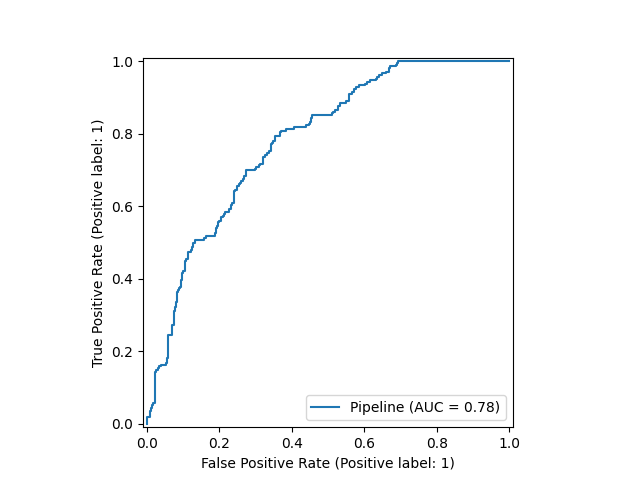 1.0
0.8
0.6
0.4
0.2
0.0
True Positive Rate (Positive label: 1)
Pipeline (AUC = 0.78)
0.0 0.2 0.4 0.6 0.8 1.0
False Positive Rate (Positive label: 1)